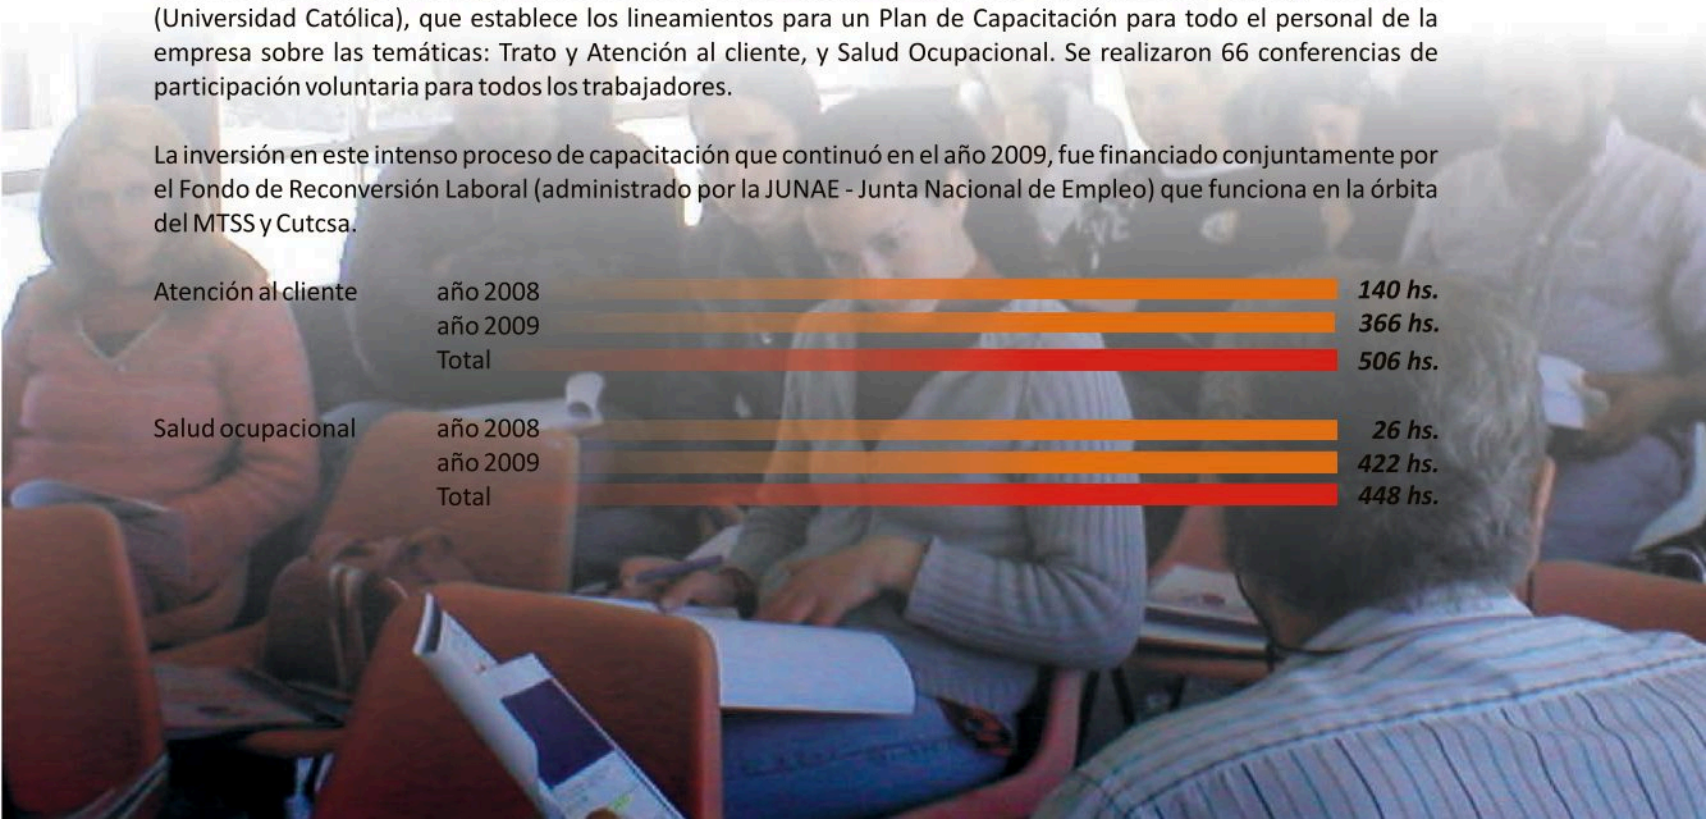 (Universidad Católica), que establece los lineamientos para un Plan de Capacitación para todo el personal de la
empresa sobre las temáticas: Trato y Atención al cliente, y Salud Ocupacional. Se realizaron 66 conferencias de
participación voluntaria para todos los trabajadores.
La inversión en este intenso proceso de capacitación que continuó en el año 2009, fue financiado conjuntamente por
el Fondo de Reconversión Laboral (administrado por la JUNAE - Junta Nacional de Empleo) que funciona en la órbita
del MTSS y Cutcsa.
Atención al cliente año 2008 140 hs.
año 2009 366 hs.
Total 506 hs.
Salud ocupacional año 2008 26 hs.
año 2009 422 hs.
Total 448 hs.